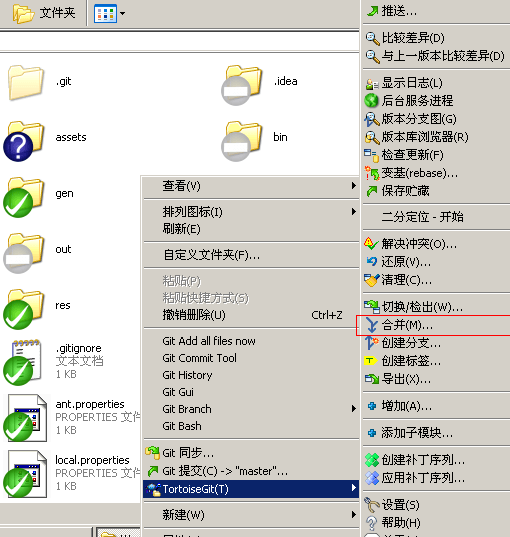 文件夹
.git
.idea
assets
bin
gen
out
res
.gitignore
文本文档
1 KB
ant.properties
PROPERTIES 文件
1 KB
local.properties
PROPERTIES 文件
1 KB
查看(V)
排列图标(I)
刷新(E)
自定义文件夹(F)...
粘贴(P)
粘贴快捷方式(S)
撤销删除(U) Ctrl+Z
Git Add all files now
Git Commit Tool
Git History
Git Gui
Git Branch
Git Bash
Git 同步...
Git 提交(C) -> "master"...
TortoiseGit(T)
新建(W)
推送...
比较差异(D)
与上一版本比较差异(D)
显示日志(L)
后台服务进程
版本分支图(G)
版本库浏览器(R)
检查更新(F)
变基(rebase)...
保存贮藏
二分定位 - 开始
解决冲突(O)...
还原(V)...
清理(C)...
切换/检出(W)...
合并(M)...
创建分支...
创建标签...
导出(X)...
增加(A)...
添加子模块...
创建补丁序列...
应用补丁序列...
设置(S)
帮助(H)